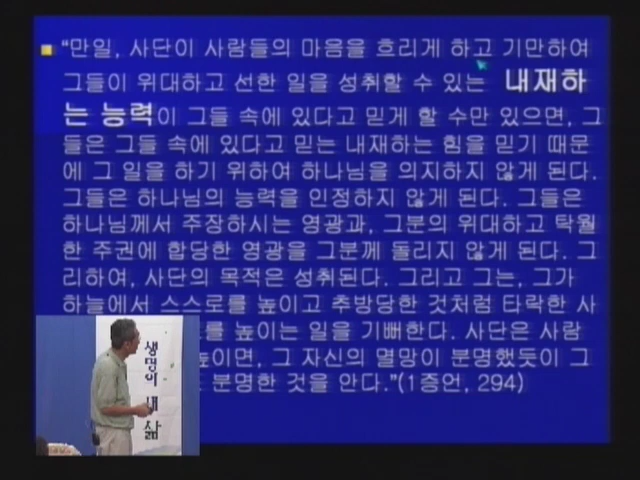 “만일, 사단이 사람들의 마음을 흐리게 하고 기만하여
그들이 위대하고 선한 일을 성취할 수 있는 내재하
는 능력이 그들 속에 있다고 믿게 할 수만 있으면, 그
들은 그들 속에 있다고 믿는 내재하는 힘을 믿기 때문
에 그 일을 하기 위하여 하나님을 의지하지 않게 된다.
그들은 하나님의 능력을 인정하지 않게 된다. 그들은
하나님께서 주장하시는 영광과, 그분의 위대하고 탁월
한 주권에 합당한 영광을 그분께 돌리지 않게 된다. 그
리하여, 사단의 목적은 성취된다. 그리고 그는, 그가
하늘에서 스스로를 높이고 추방당한 것처럼 타락한 사
를 높이는 일을 기뻐한다. 사단은 사람
높이면, 그 자신의 멸망이 분명했듯이 그
분명한 것을 안다.”(1증언, 294)
생명의 새 삶